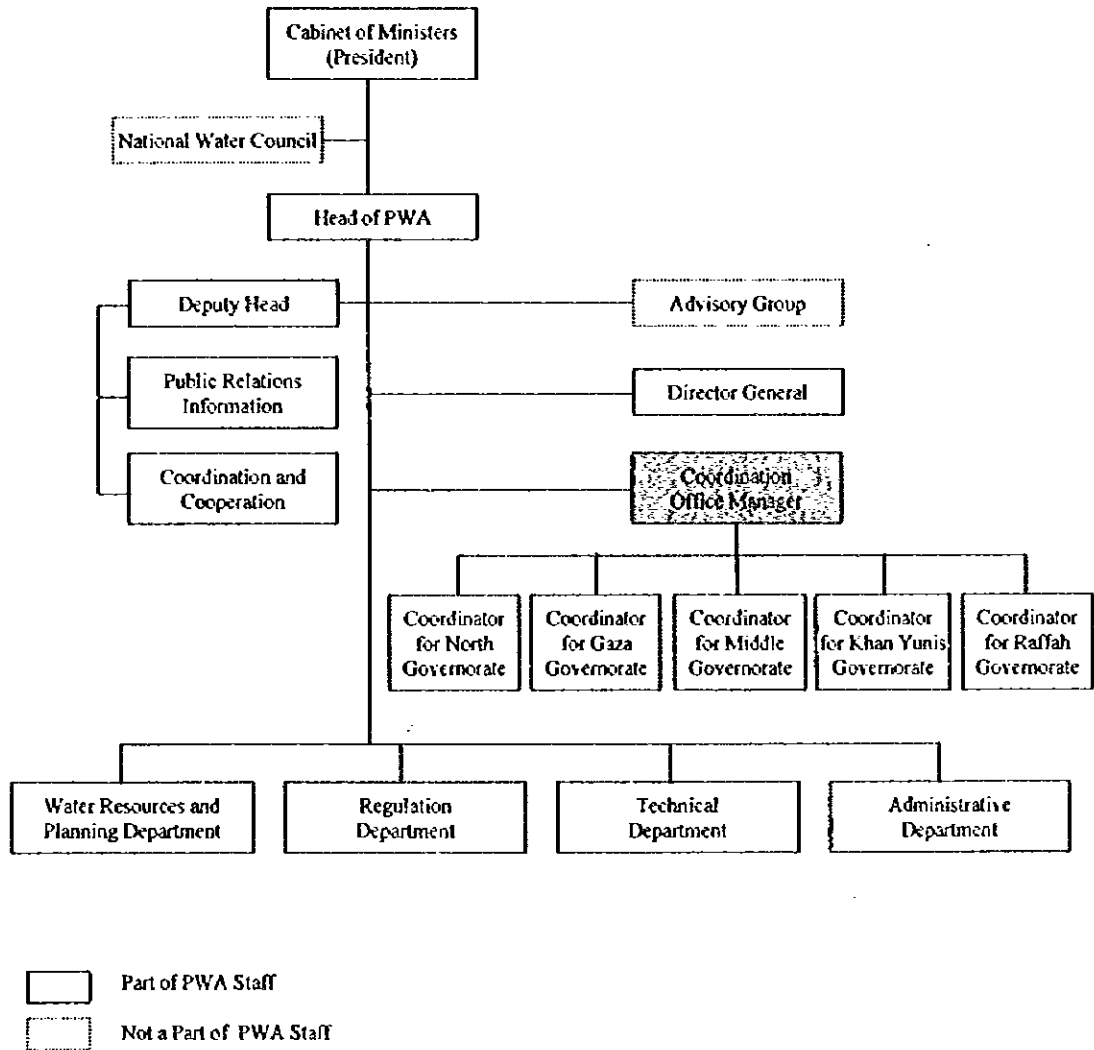 Cabinet of Ministers
(President)
National Water Council
Head of PWA
Deputy Head
Advisory Group
Public Relations
Information
Director General
Coordination and
Cooperation
Coordination
Office Manager
Coordinator
for North
Governorate
Coordinator
for Gaza
Governorate
Coordinator
for Middle
Governorate
Coordinator
for Khan Yunis
Governorate
Coordinator
for Raffah
Governorate
Water Resources and
Planning Department
Regulation
Department
Technical
Department
Administrative
Department
Part of PWA Staff
Not a Part of PWA Staff